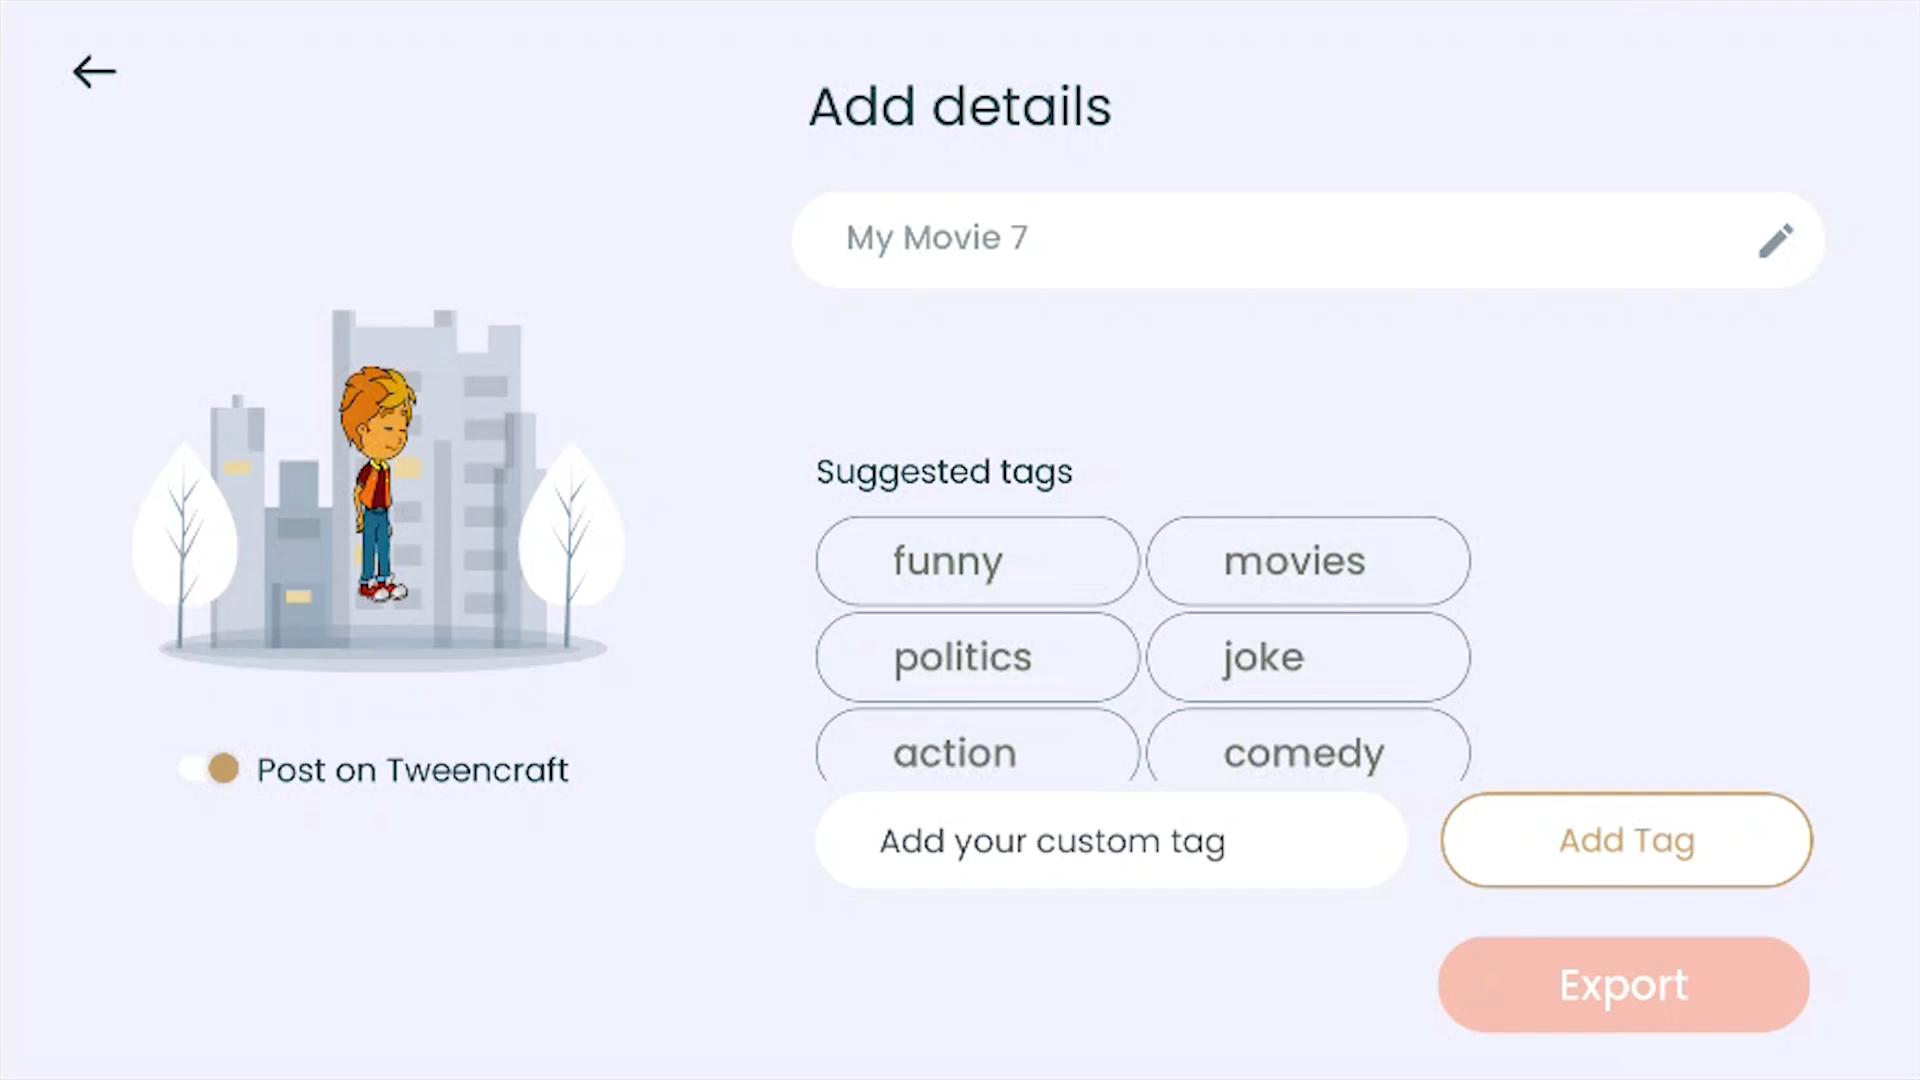 Add details
My Movie 7
Suggested tags
funny movies
politics joke
action comedy
Post on Tweencraft
Add your custom tag Add Tag
Export